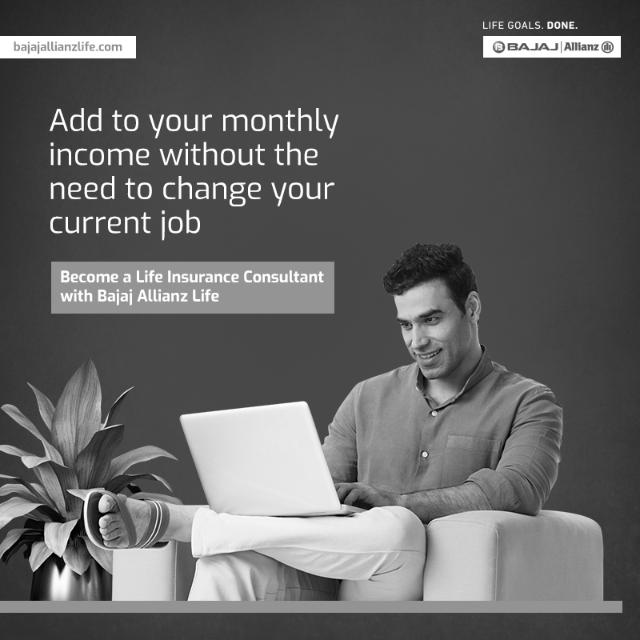 LIFE GOALS. DONE.
bajajallianzlife.com
BAJAJ | Allianz
Add to your monthly
income without the
need to change your
current job
Become a Life Insurance Consultant
with Bajaj Allianz Life